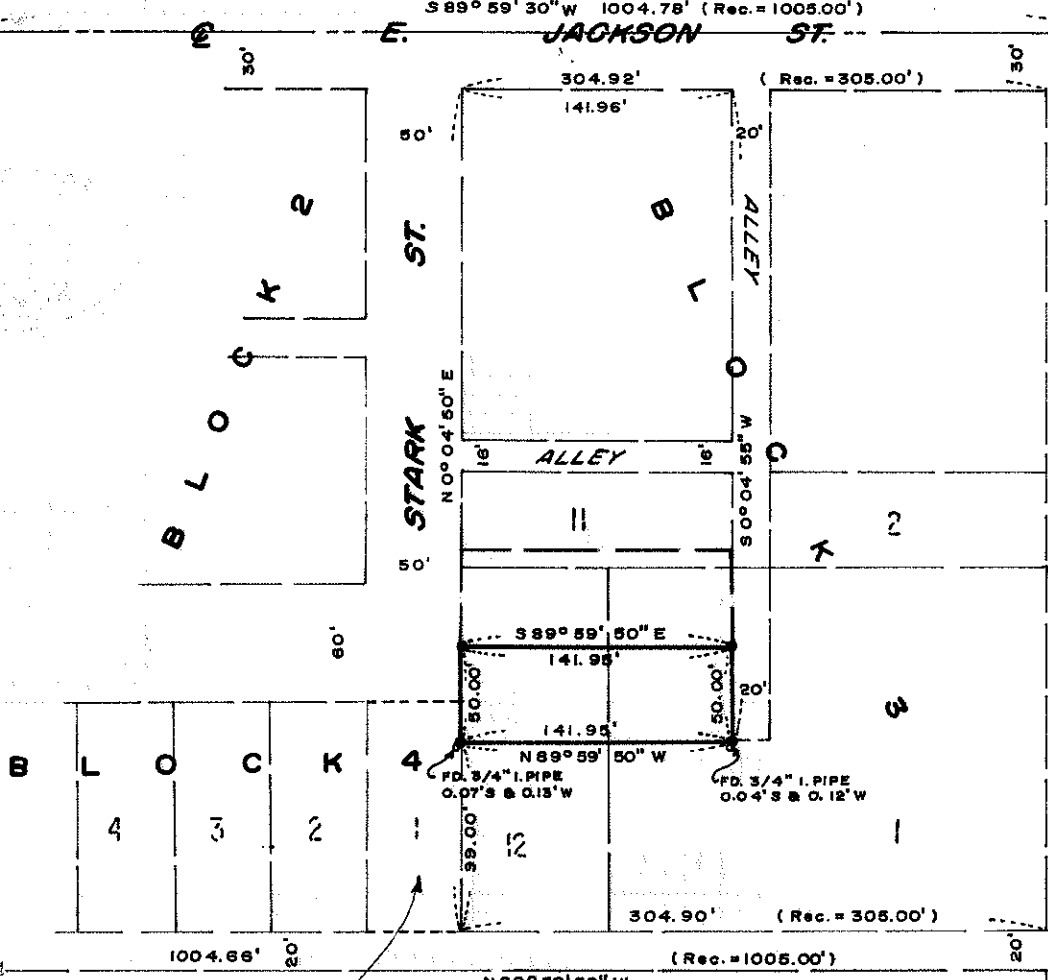 S 89° 59' 30" W 1004.78' (Rec. = 1005.00')
℄ E. JACKSON ST.
30'
30'
304.92' (Rec. = 305.00')
141.96'
50'
20'
BLOCK 2
STARK ST.
N 0° 04' 50" E
ALLEY
BLOCK 3
16' ALLEY 16'
S 0° 04' 55" W
11
2
50'
60'
S 89° 59' 50" E
141.95'
50.00'
50.00'
20'
141.95'
N 89° 59' 50" W
BLOCK 4
FD. 3/4" I. PIPE
0.07' S & 0.13' W
FD. 3/4" I. PIPE
0.04' S & 0.12' W
4 3 2 1
99.00'
12
1
304.90' (Rec. = 305.00')
1004.66'
20'
20'
(Rec. = 1005.00')